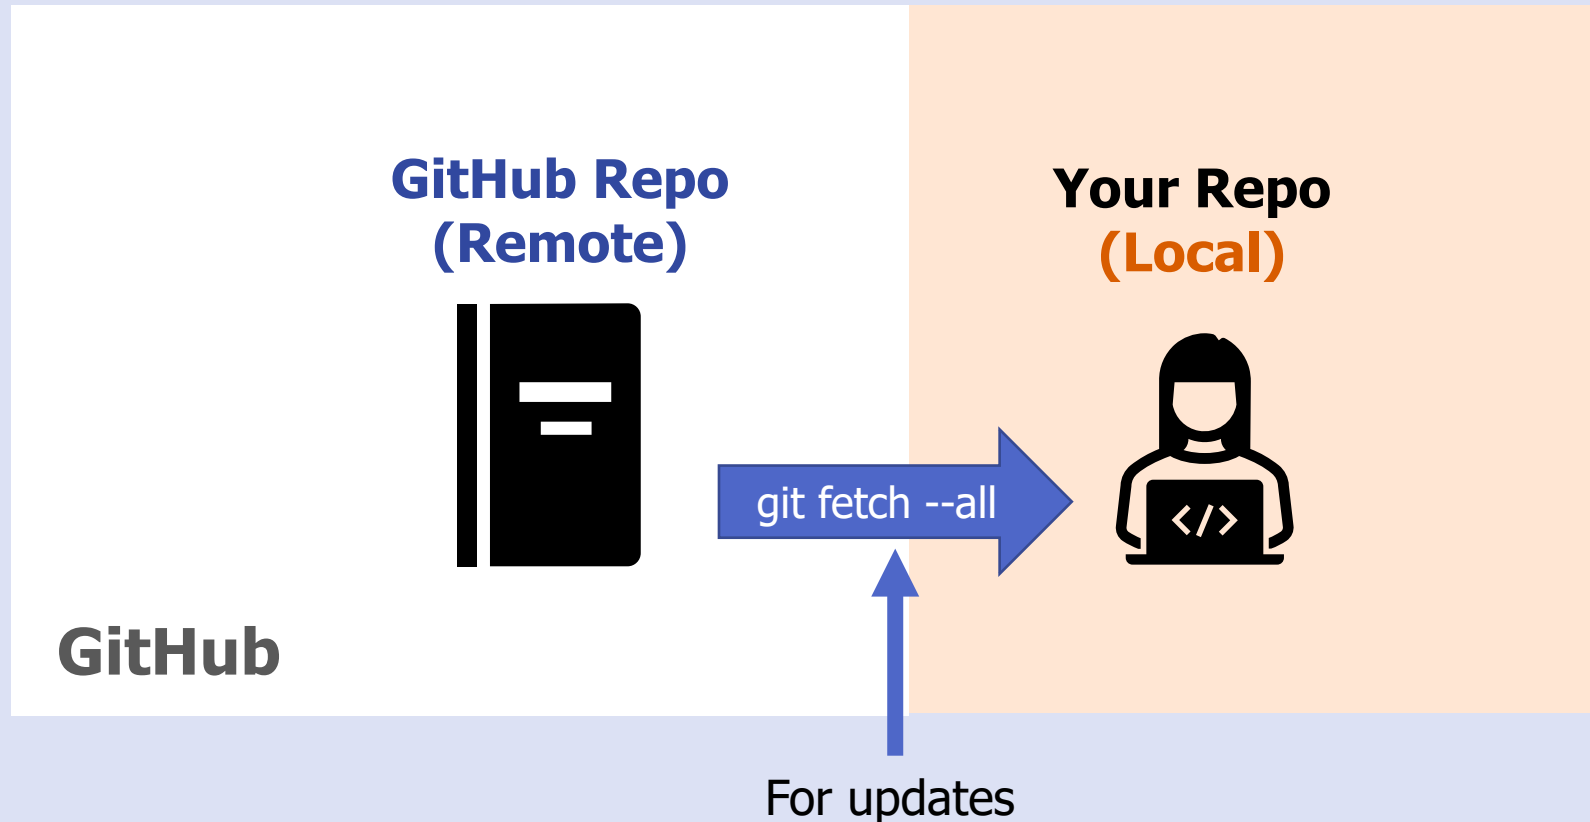 GitHub Repo
(Remote)
Your Repo
(Local)
git fetch --all
</>
GitHub
For updates